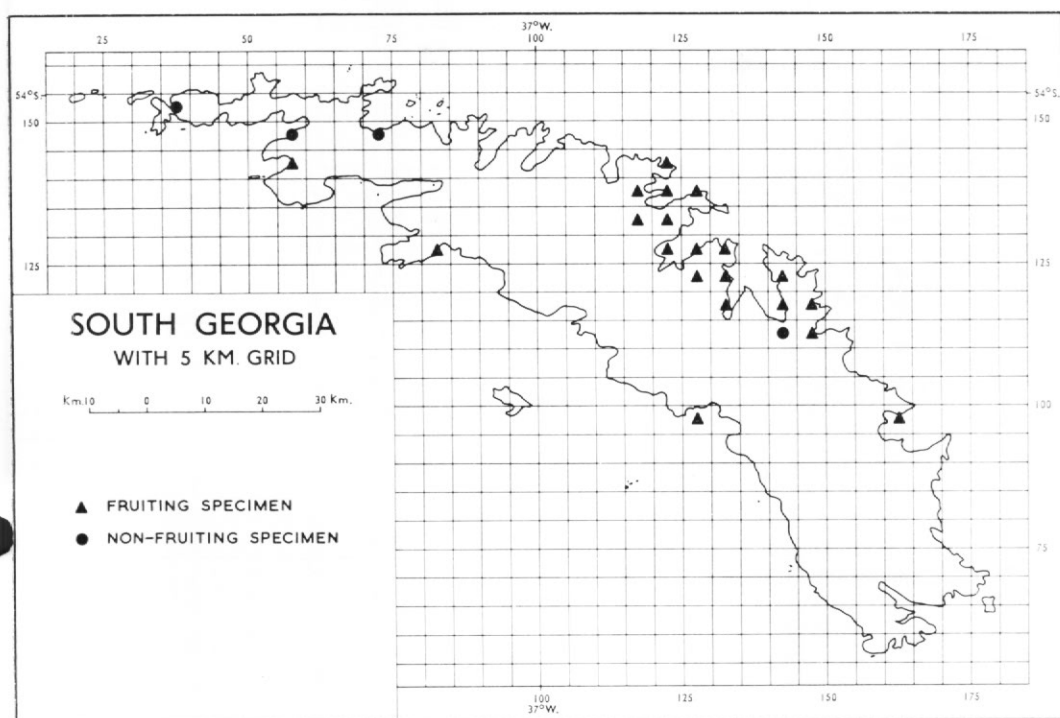 37°W.
25 50 75 100 125 150 175
54°S. 54°S.
150 150
125 125
SOUTH GEORGIA
WITH 5 KM. GRID
Km. 10 0 10 20 30 Km.
100
▲ FRUITING SPECIMEN
● NON-FRUITING SPECIMEN
75
100 125 150 175
37°W.